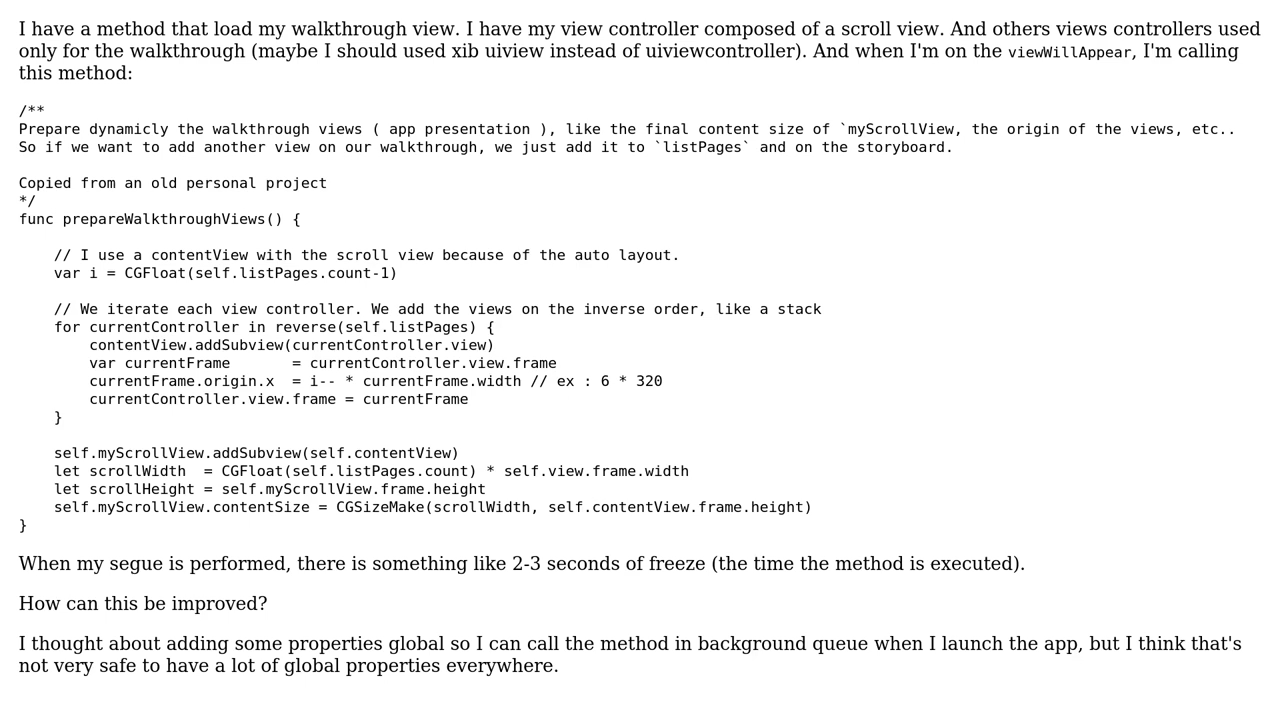 I have a method that load my walkthrough view. I have my view controller composed of a scroll view. And others views controllers used
only for the walkthrough (maybe I should used xib uiview instead of uiviewcontroller). And when I'm on the viewWillAppear, I'm calling
this method:
/**
Prepare dynamicly the walkthrough views ( app presentation ), like the final content size of `myScrollView, the origin of the views, etc..
So if we want to add another view on our walkthrough, we just add it to `listPages` and on the storyboard.
Copied from an old personal project
*/
func prepareWalkthroughViews() {
    // I use a contentView with the scroll view because of the auto layout.
    var i = CGFloat(self.listPages.count-1)
    // We iterate each view controller. We add the views on the inverse order, like a stack
    for currentController in reverse(self.listPages) {
        contentView.addSubview(currentController.view)
        var currentFrame       = currentController.view.frame
        currentFrame.origin.x  = i-- * currentFrame.width // ex : 6 * 320
        currentController.view.frame = currentFrame
    }
    self.myScrollView.addSubview(self.contentView)
    let scrollWidth  = CGFloat(self.listPages.count) * self.view.frame.width
    let scrollHeight = self.myScrollView.frame.height
    self.myScrollView.contentSize = CGSizeMake(scrollWidth, self.contentView.frame.height)
}
When my segue is performed, there is something like 2-3 seconds of freeze (the time the method is executed).
How can this be improved?
I thought about adding some properties global so I can call the method in background queue when I launch the app, but I think that's
not very safe to have a lot of global properties everywhere.